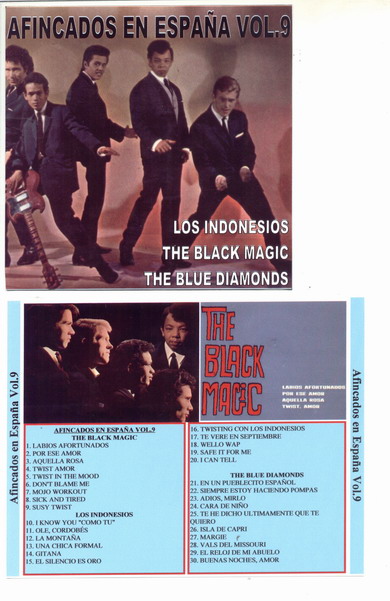 AFINCADOS EN ESPAÑA VOL.9
LOS INDONESIOS
THE BLACK MAGIC
THE BLUE DIAMONDS
Afincados en España Vol.9
THE
BLACK
MAGIC
LABIOS AFORTUNADOS
POR ESE AMOR
AQUELLA ROSA
TWIST. AMOR
Afincados en España Vol.9
AFINCADOS EN ESPAÑA VOL.9
THE BLACK MAGIC
1. LABIOS AFORTUNADOS
2. POR ESE AMOR
3. AQUELLA ROSA
4. TWIST AMOR
5. TWIST IN THE MOOD
6. DON'T BLAME ME
7. MOJO WORKOUT
8. SICK AND TIRED
9. SUSY TWIST
LOS INDONESIOS
10. I KNOW YOU "COMO TU"
11. OLE, CORDOBÉS
12. LA MONTAÑA
13. UNA CHICA FORMAL
14. GITANA
15. EL SILENCIO ES ORO
16. TWISTING CON LOS INDONESIOS
17. TE VERE EN SEPTIEMBRE
18. WELLO WAP
19. SAFE IT FOR ME
20. I CAN TELL
THE BLUE DIAMONDS
21. EN UN PUEBLECITO ESPAÑOL
22. SIEMPRE ESTOY HACIENDO POMPAS
23. ADIOS, MIRLO
24. CARA DE NIÑO
25. TE HE DICHO ULTIMAMENTE QUE TE
QUIERO
26. ISLA DE CAPRI
27. MARGIE
28. VALS DEL MISSOURI
29. EL RELOJ DE MI ABUELO
30. BUENAS NOCHES, AMOR